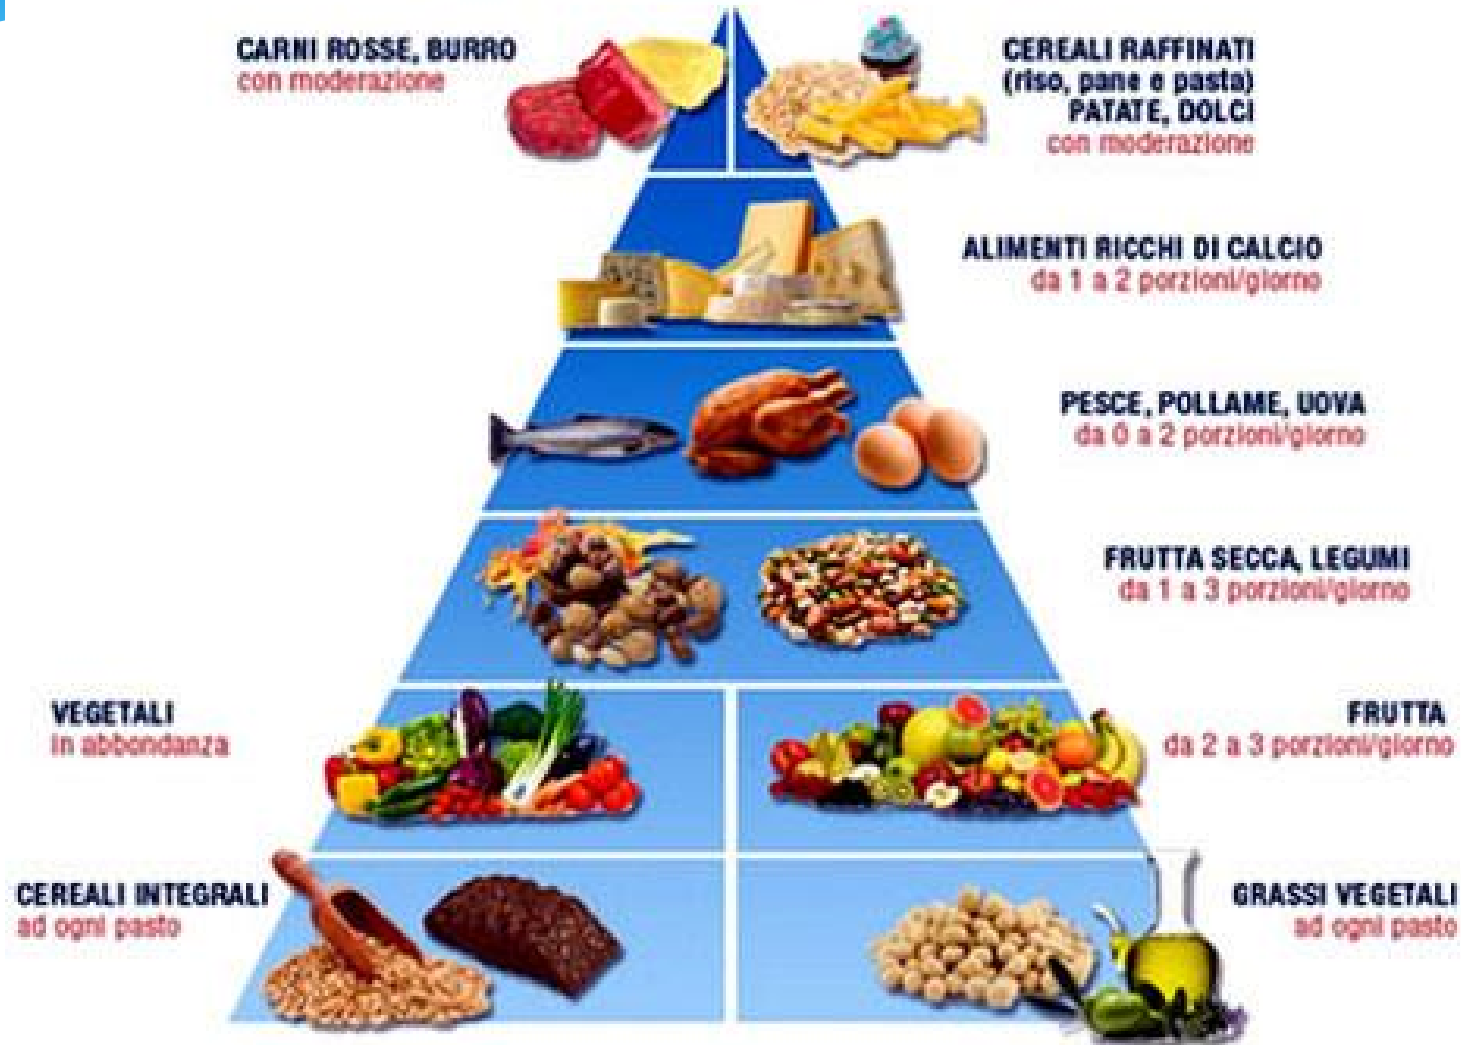 CARNI ROSSE, BURRO
con moderazione
CEREALI RAFFINATI
(riso, pane e pasta)
PATATE, DOLCI
con moderazione
ALIMENTI RICCHI DI CALCIO
da 1 a 2 porzioni/giorno
PESCE, POLLAME, UOVA
da 0 a 2 porzioni/giorno
FRUTTA SECCA, LEGUMI
da 1 a 3 porzioni/giorno
VEGETALI
in abbondanza
FRUTTA
da 2 a 3 porzioni/giorno
CEREALI INTEGRALI
ad ogni pasto
GRASSI VEGETALI
ad ogni pasto